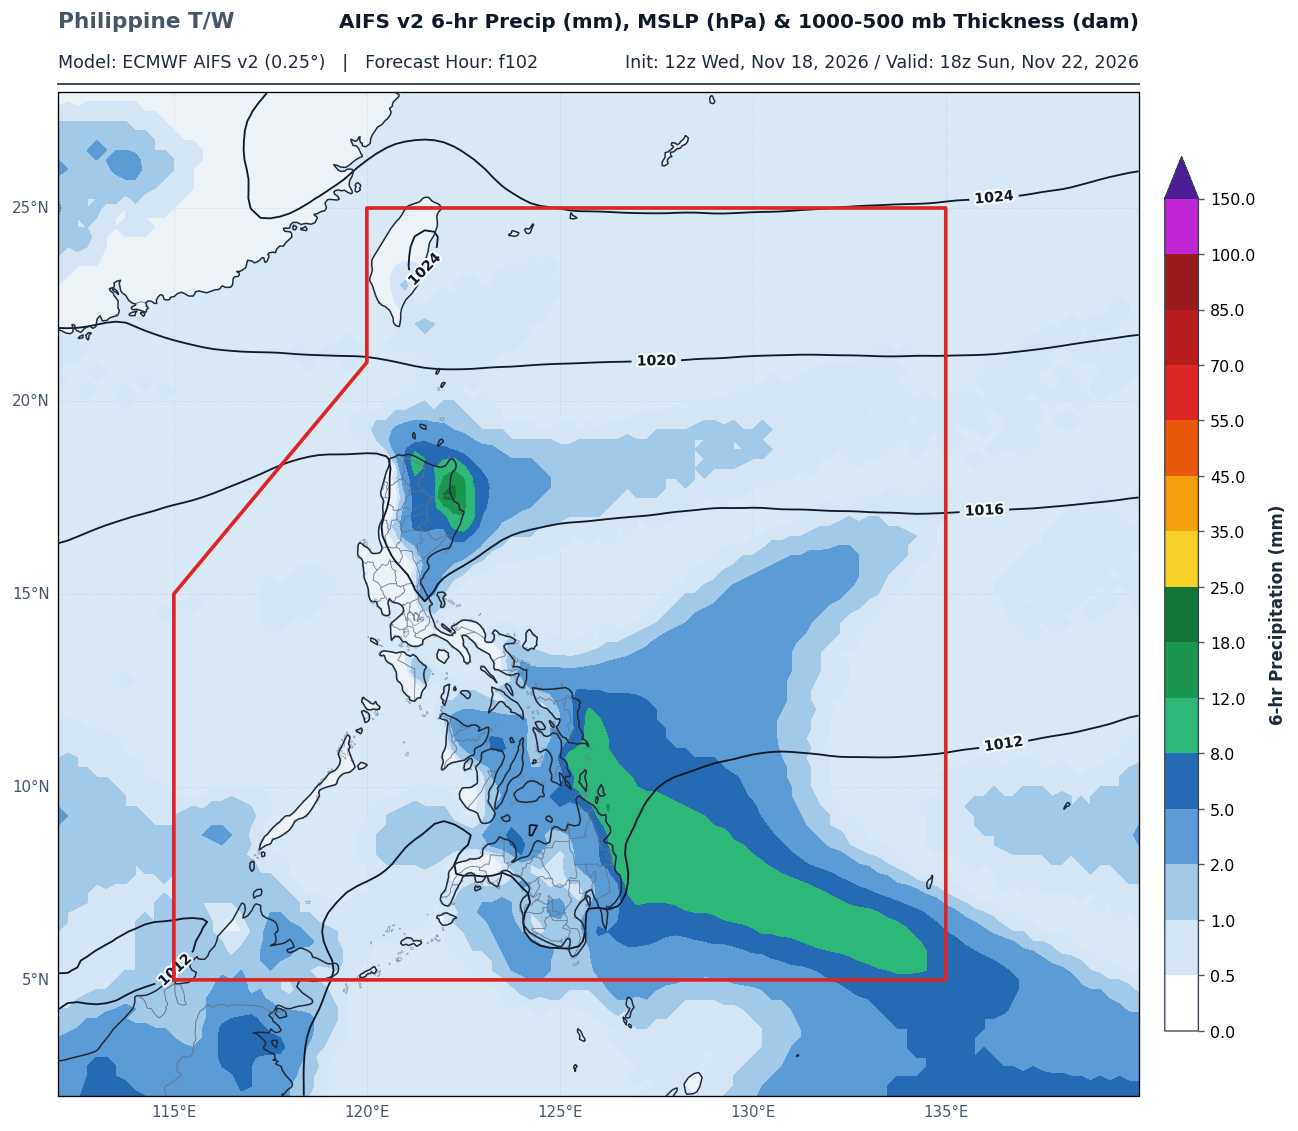 Philippine T/W
AIFS v2 6-hr Precip (mm), MSLP (hPa) & 1000-500 mb Thickness (dam)
Model: ECMWF AIFS v2 (0.25°)   |   Forecast Hour: f102
Init: 12z Wed, Nov 18, 2026 / Valid: 18z Sun, Nov 22, 2026
25°N
20°N
15°N
10°N
5°N
1024
1024
1020
1016
1012
1012
115°E
120°E
125°E
130°E
135°E
150.0
100.0
85.0
70.0
55.0
45.0
35.0
25.0
18.0
12.0
8.0
5.0
2.0
1.0
0.5
0.0
6-hr Precipitation (mm)